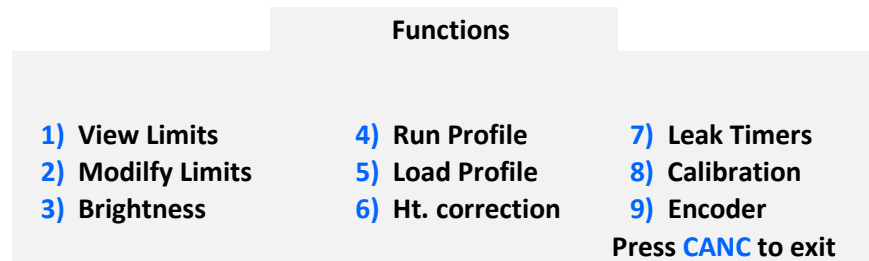 Functions
1) View Limits 4) Run Profile 7) Leak Timers
2) Modilfy Limits 5) Load Profile 8) Calibration
3) Brightness 6) Ht. correction 9) Encoder
Press CANC to exit